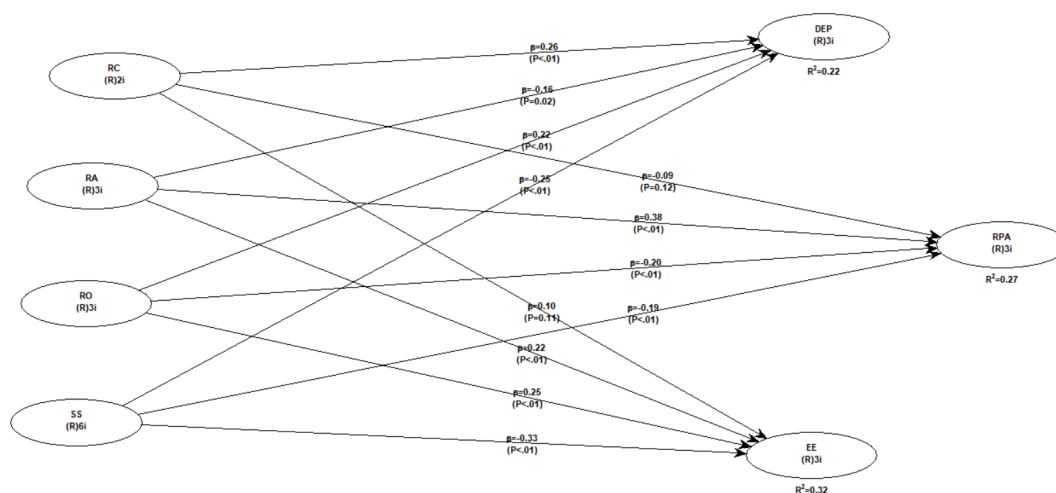 DEP
(R)3i
R²=0.22
β=0.26
(P<.01)
RC
(R)2i
β=-0.16
(P=0.02)
β=0.22
(P<.01)
RA
(R)3i
β=-0.25
(P<.01)
β=-0.09
(P=0.12)
β=0.38
(P<.01)
RPA
(R)3i
R²=0.27
β=-0.20
(P<.01)
RO
(R)3i
β=0.10
(P=0.11)
β=-0.19
(P<.01)
β=0.22
(P<.01)
β=0.25
(P<.01)
SS
(R)6i
β=-0.33
(P<.01)
EE
(R)3i
R²=0.32